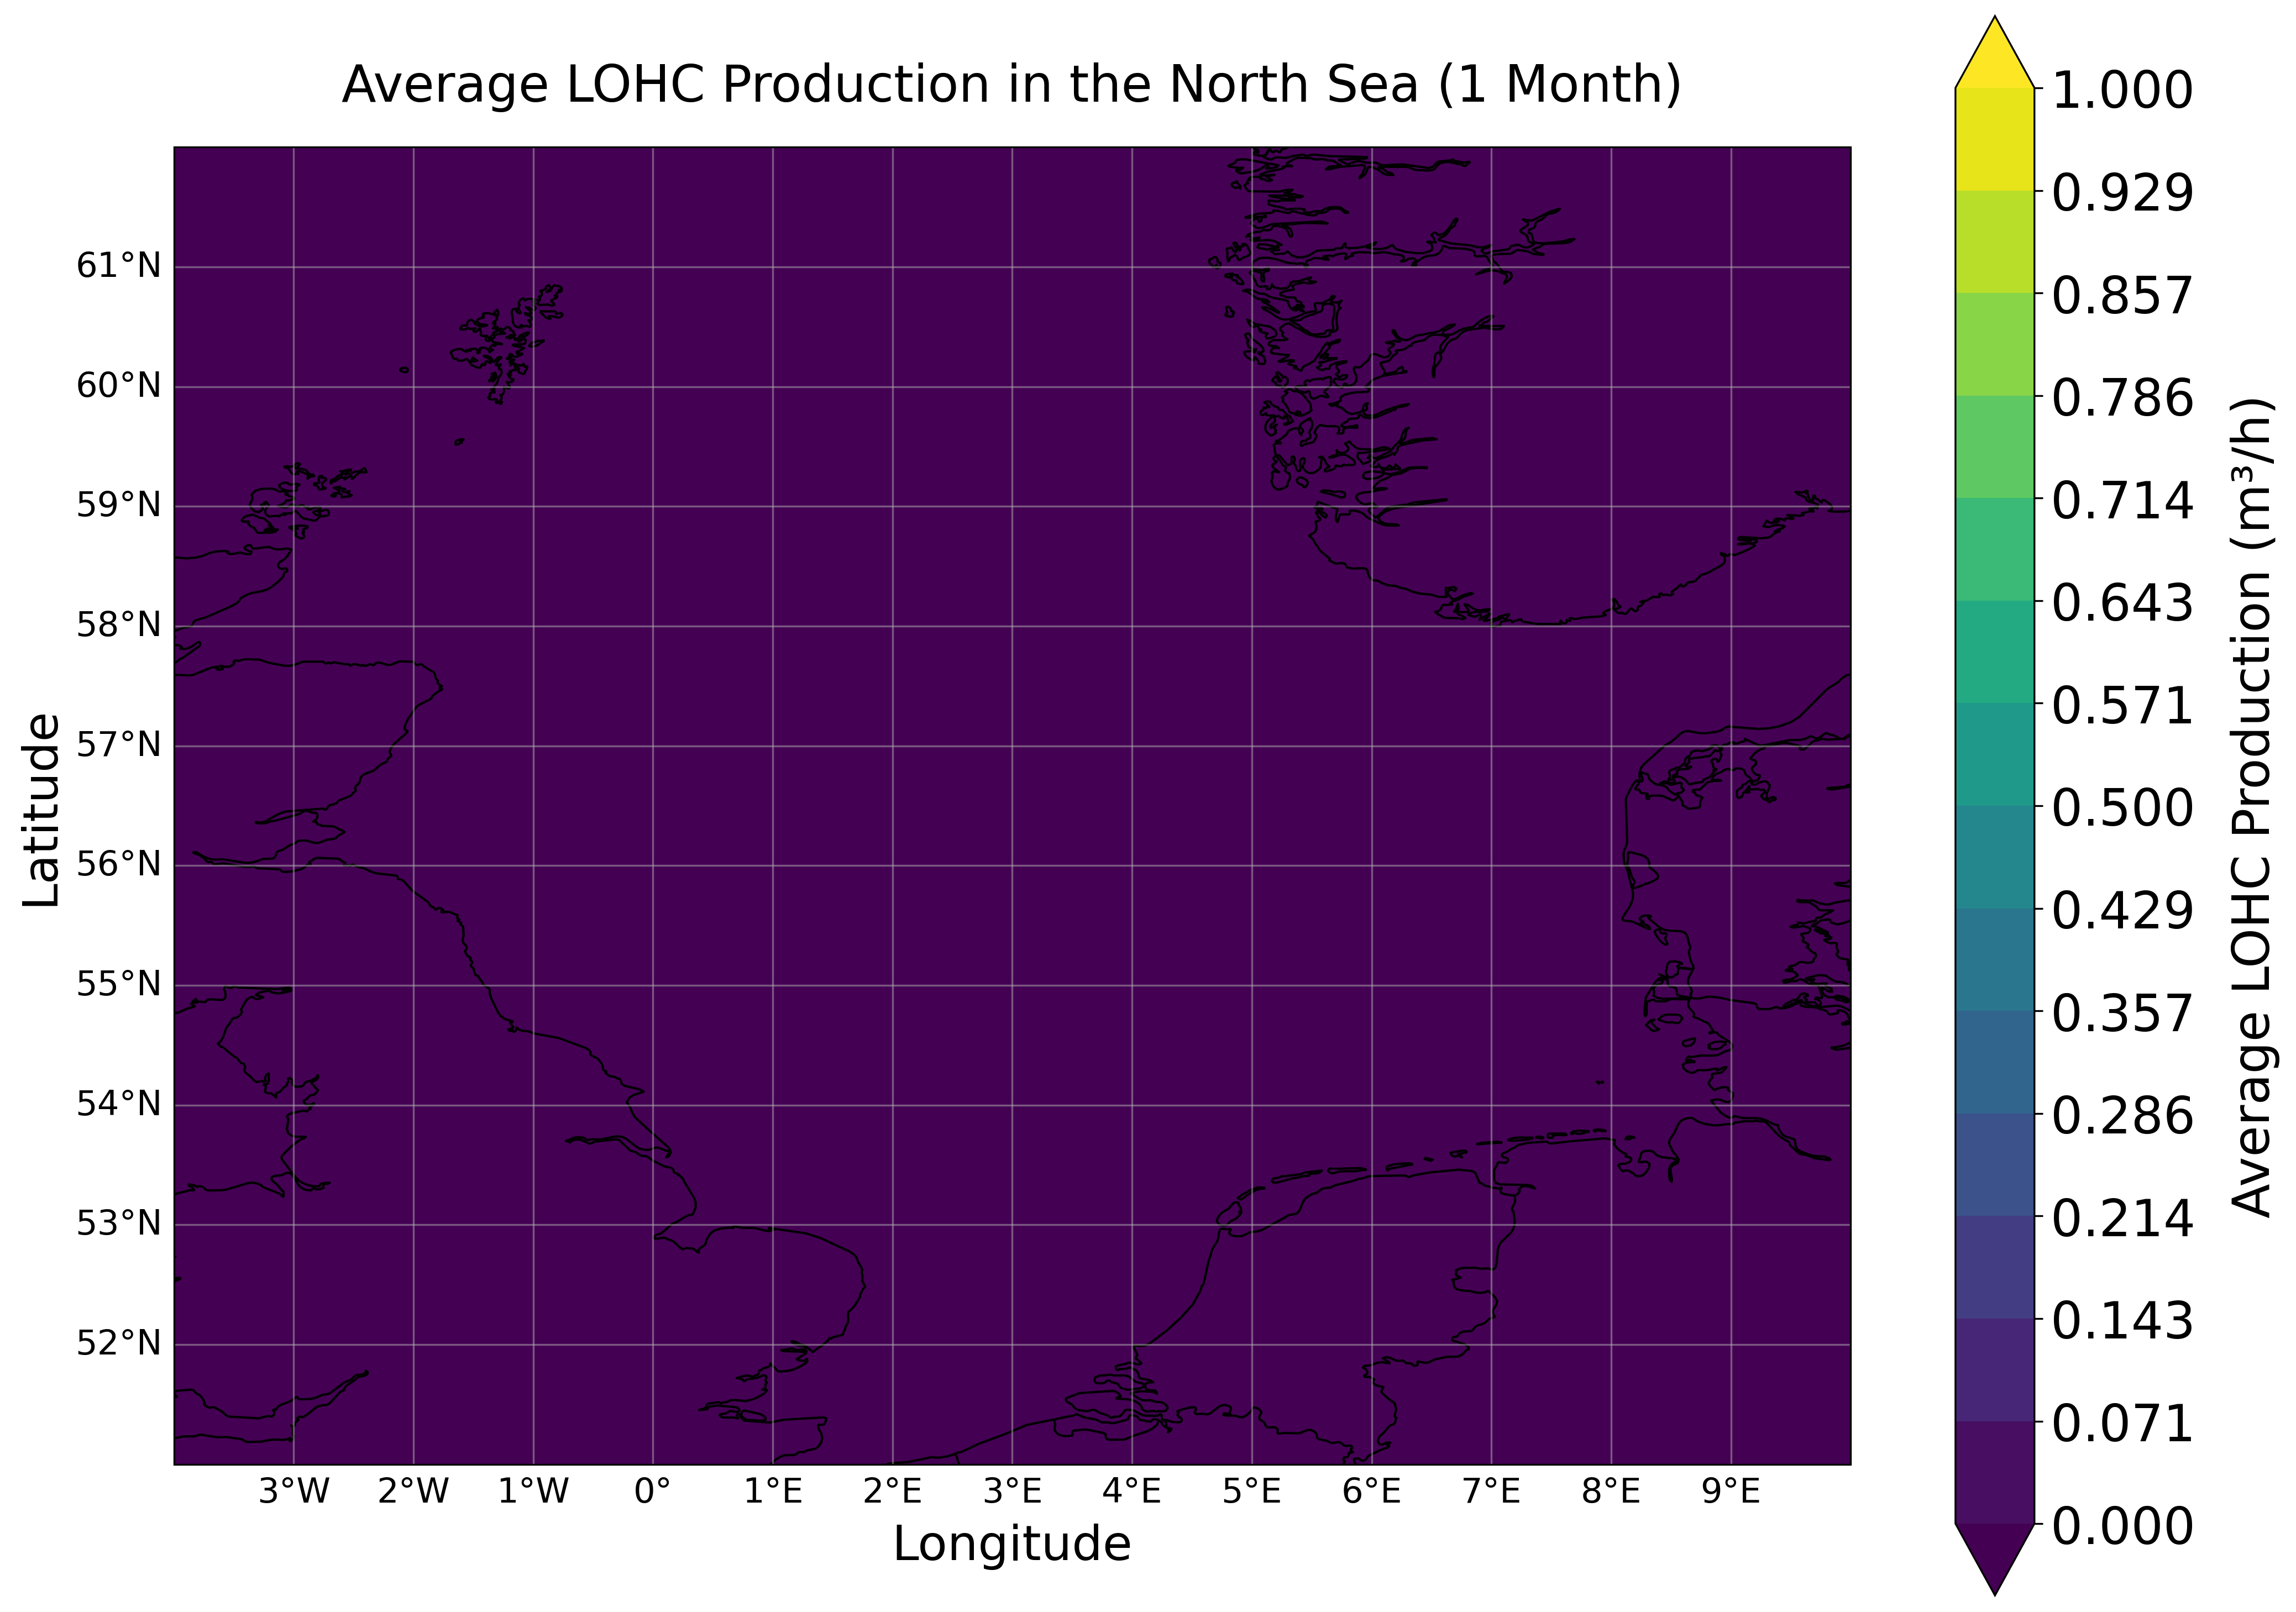 Average LOHC Production in the North Sea (1 Month)
61°N
60°N
59°N
58°N
57°N
56°N
55°N
54°N
53°N
52°N
Latitude
3°W 2°W 1°W 0° 1°E 2°E 3°E 4°E 5°E 6°E 7°E 8°E 9°E
Longitude
1.000
0.929
0.857
0.786
0.714
0.643
0.571
0.500
0.429
0.357
0.286
0.214
0.143
0.071
0.000
Average LOHC Production (m³/h)